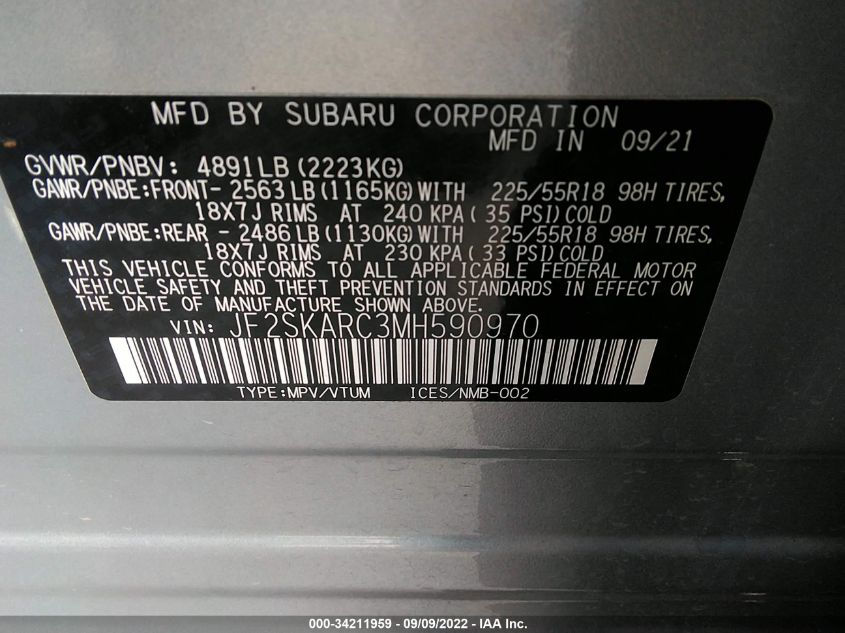 MFD BY SUBARU CORPORATION
MFD IN 09/21
GVWR/PNBV: 4891LB (2223KG)
GAWR/PNBE:FRONT- 2563 LB (1165KG) WITH 225/55R18 98H TIRES,
18X7J RIMS AT 240 KPA ( 35 PSI) COLD
GAWR/PNBE:REAR - 2486 LB (1130KG) WITH 225/55R18 98H TIRES,
18X7J RIMS AT 230 KPA ( 33 PSI) COLD
THIS VEHICLE CONFORMS TO ALL APPLICABLE FEDERAL MOTOR
VEHICLE SAFETY AND THEFT PREVENTION STANDARDS IN EFFECT ON
THE DATE OF MANUFACTURE SHOWN ABOVE.
VIN: JF2SKARC3MH590970
TYPE:MPV/VTUM ICES/NMB-002
000-34211959 - 09/09/2022 - IAA Inc.